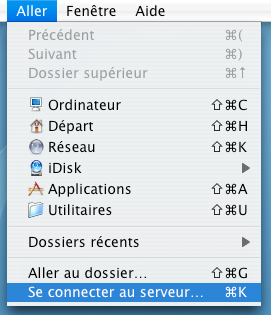 Aller Fenêtre Aide
Précédent ⌘(
Suivant ⌘)
Dossier supérieur ⌘↑
Ordinateur ⇧⌘C
Départ ⇧⌘H
Réseau ⇧⌘K
iDisk ▶
Applications ⇧⌘A
Utilitaires ⇧⌘U
Dossiers récents ▶
Aller au dossier... ⇧⌘G
Se connecter au serveur... ⌘K